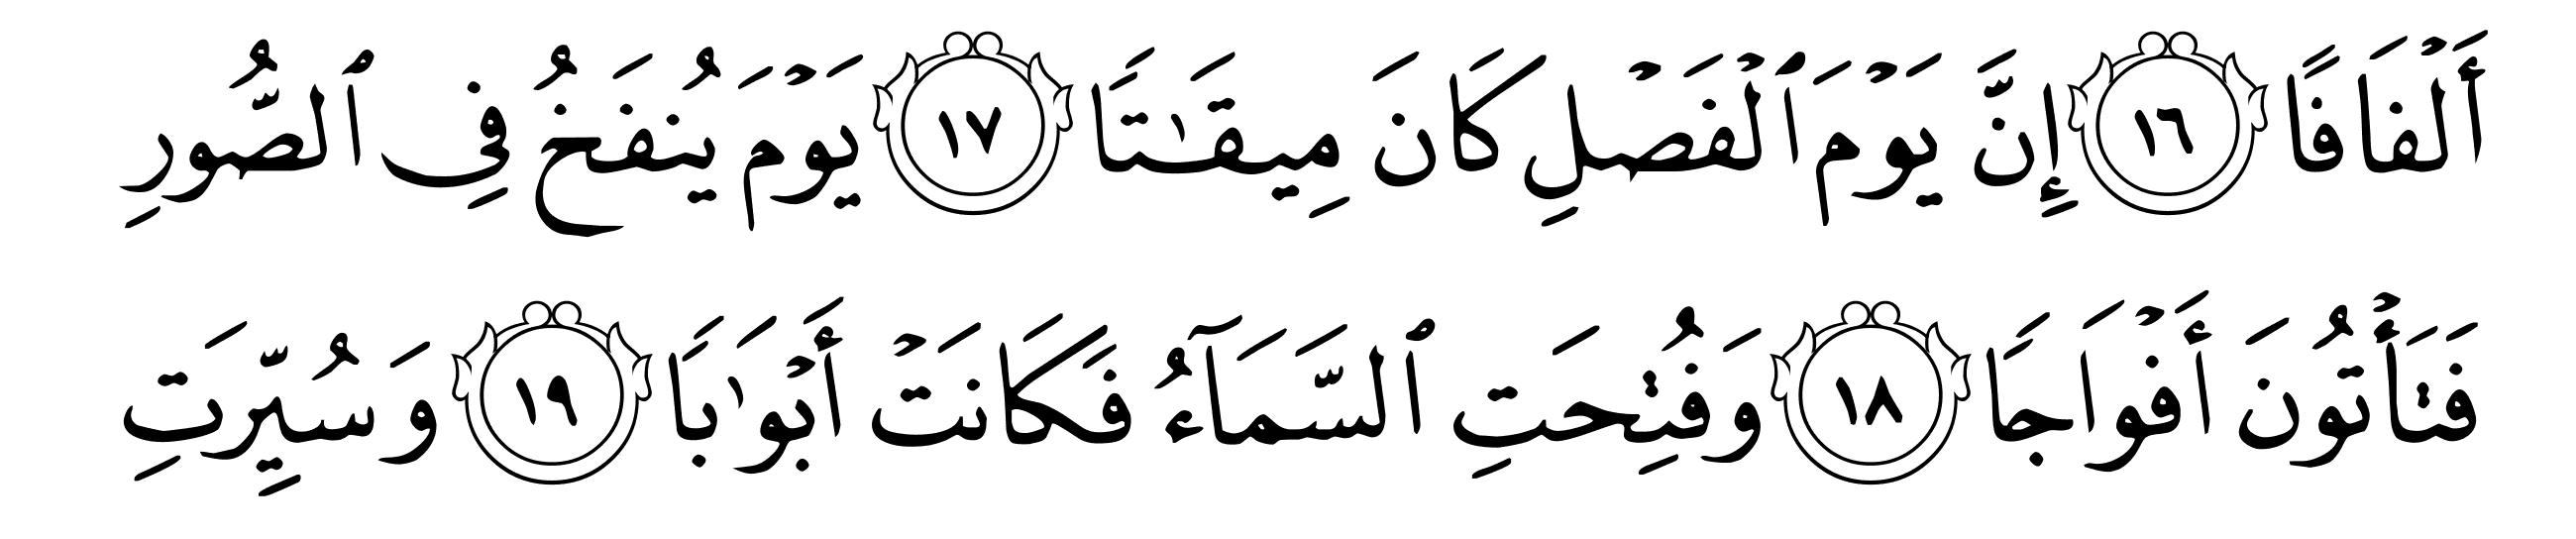 أَلْفَافًا ١٦ إِنَّ يَوْمَ ٱلْفَصْلِ كَانَ مِيقَـٰتًا ١٧ يَوْمَ يُنفَخُ فِى ٱلصُّورِ
فَتَأْتُونَ أَفْوَاجًا ١٨ وَفُتِحَتِ ٱلسَّمَآءُ فَكَانَتْ أَبْوَٰبًا ١٩ وَسُيِّرَتِ